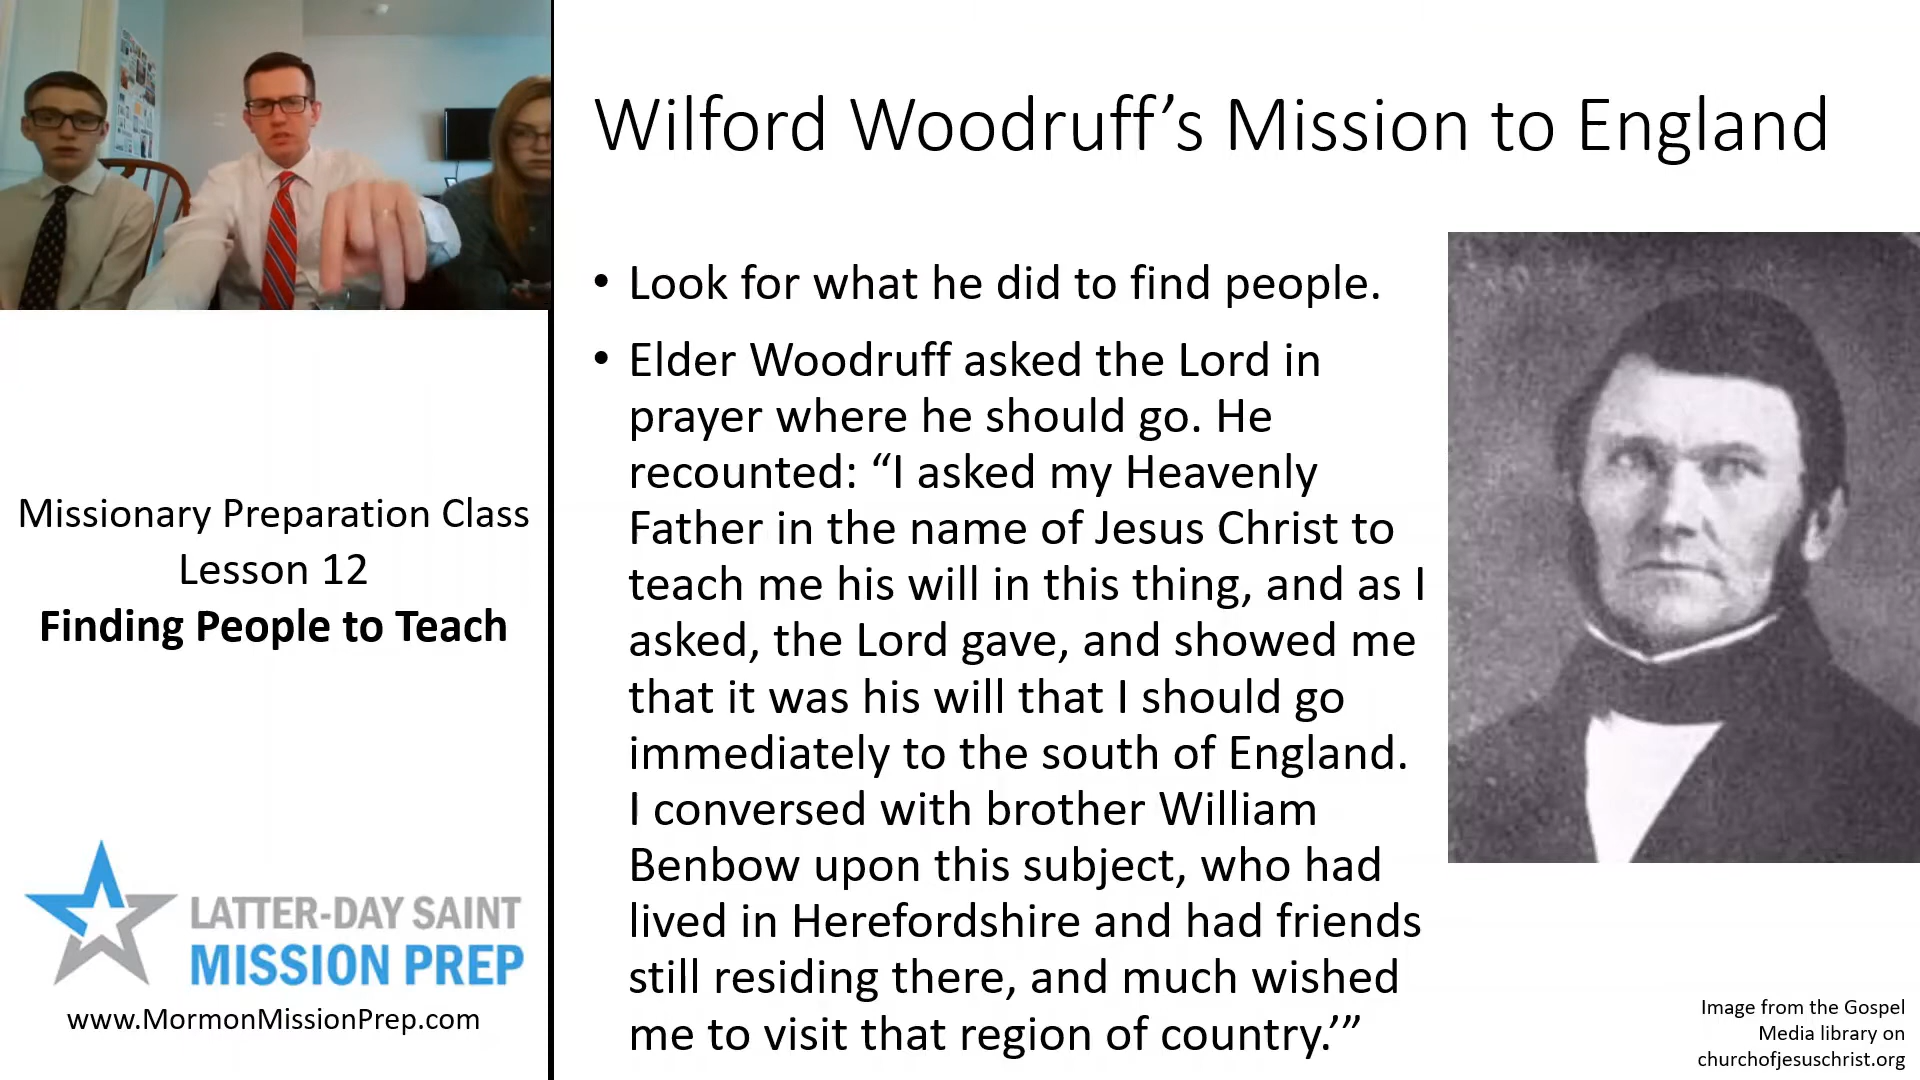 Wilford Woodruff’s Mission to England
• Look for what he did to find people.
• Elder Woodruff asked the Lord in
prayer where he should go. He
recounted: “I asked my Heavenly
Father in the name of Jesus Christ to
teach me his will in this thing, and as I
asked, the Lord gave, and showed me
that it was his will that I should go
immediately to the south of England.
I conversed with brother William
Benbow upon this subject, who had
lived in Herefordshire and had friends
still residing there, and much wished
me to visit that region of country.’”
Missionary Preparation Class
Lesson 12
Finding People to Teach
LATTER-DAY SAINT
MISSION PREP
www.MormonMissionPrep.com
Image from the Gospel
Media library on
churchofjesuschrist.org